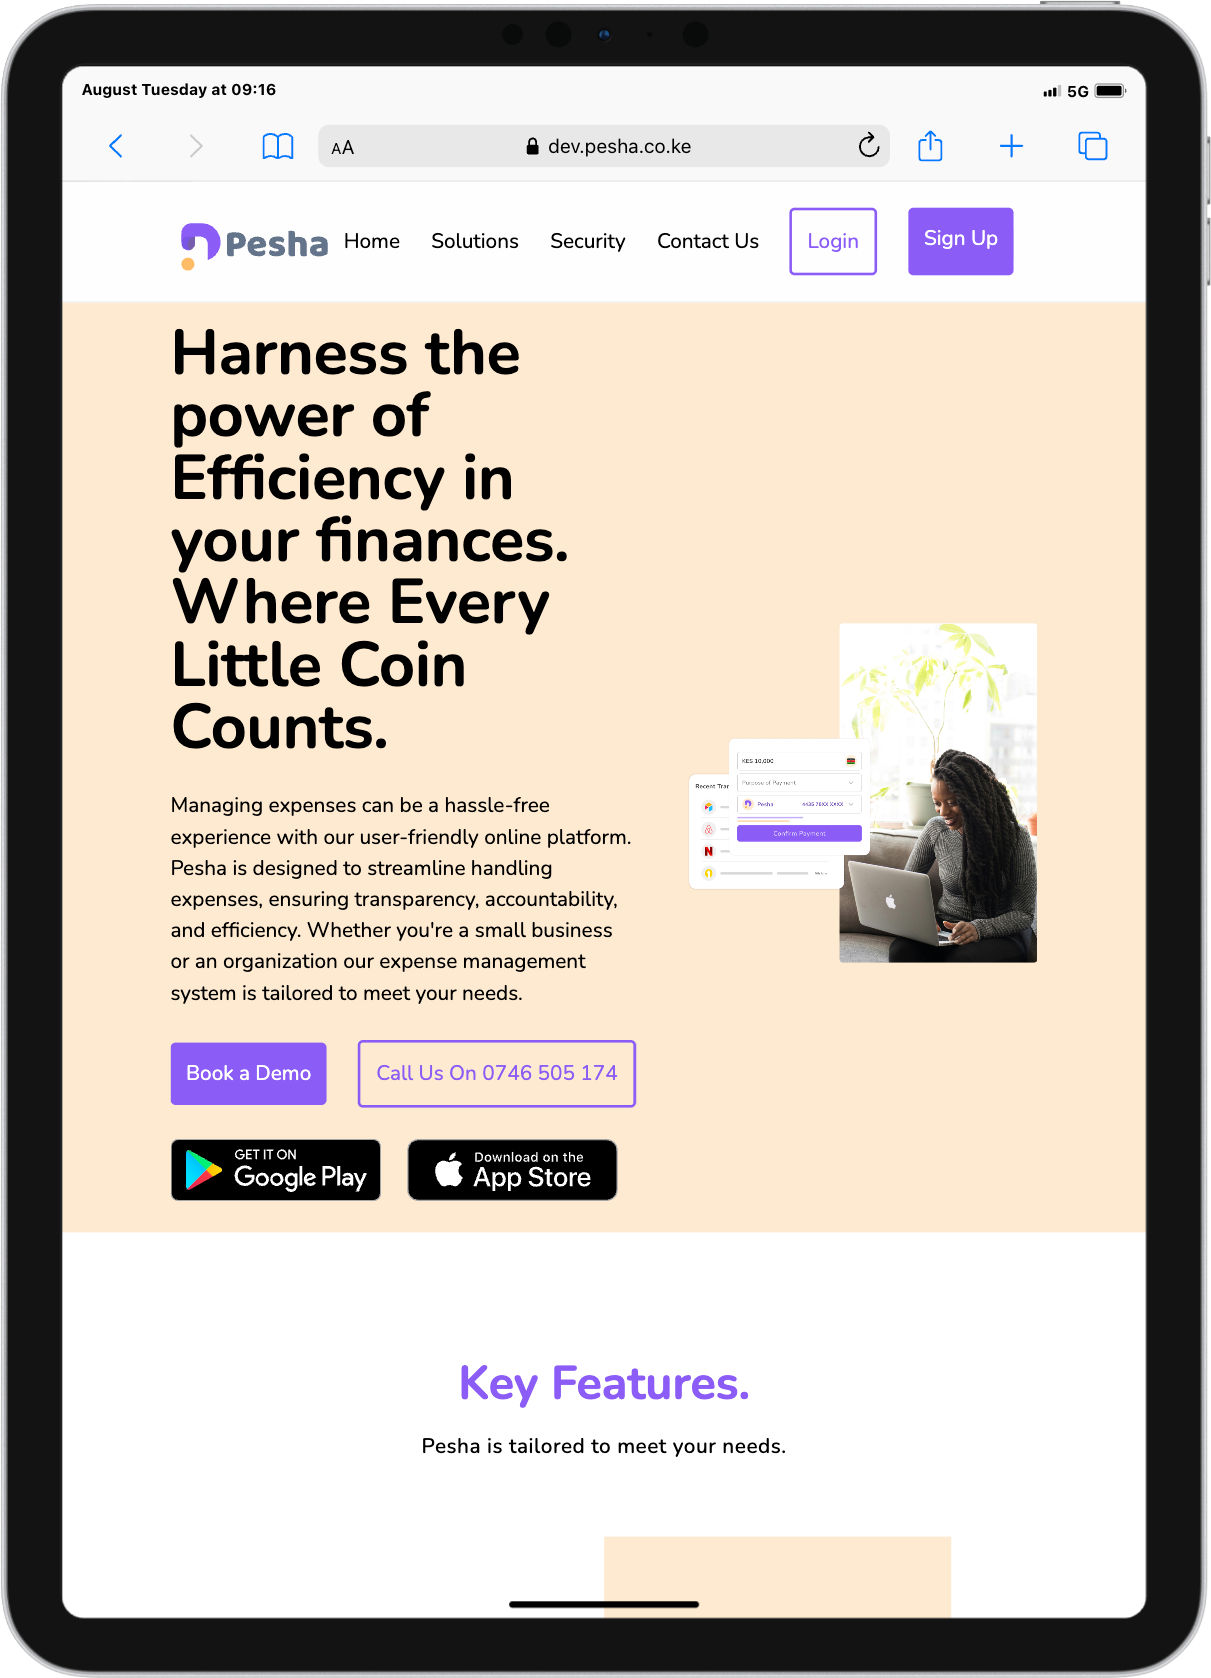 August Tuesday at 09:16
5G
AA
dev.pesha.co.ke
Pesha
Home
Solutions
Security
Contact Us
Login
Sign Up
Harness the
power of
Efficiency in
your finances.
Where Every
Little Coin
Counts.
KES 10,000
Purpose of Payment
Recent Tran
Pesha
4435 78XX XXXX
Confirm Payment
N
Managing expenses can be a hassle-free
experience with our user-friendly online platform.
Pesha is designed to streamline handling
expenses, ensuring transparency, accountability,
and efficiency. Whether you're a small business
or an organization our expense management
system is tailored to meet your needs.
Book a Demo
Call Us On 0746 505 174
GET IT ON
Google Play
Download on the
App Store
Key Features.
Pesha is tailored to meet your needs.